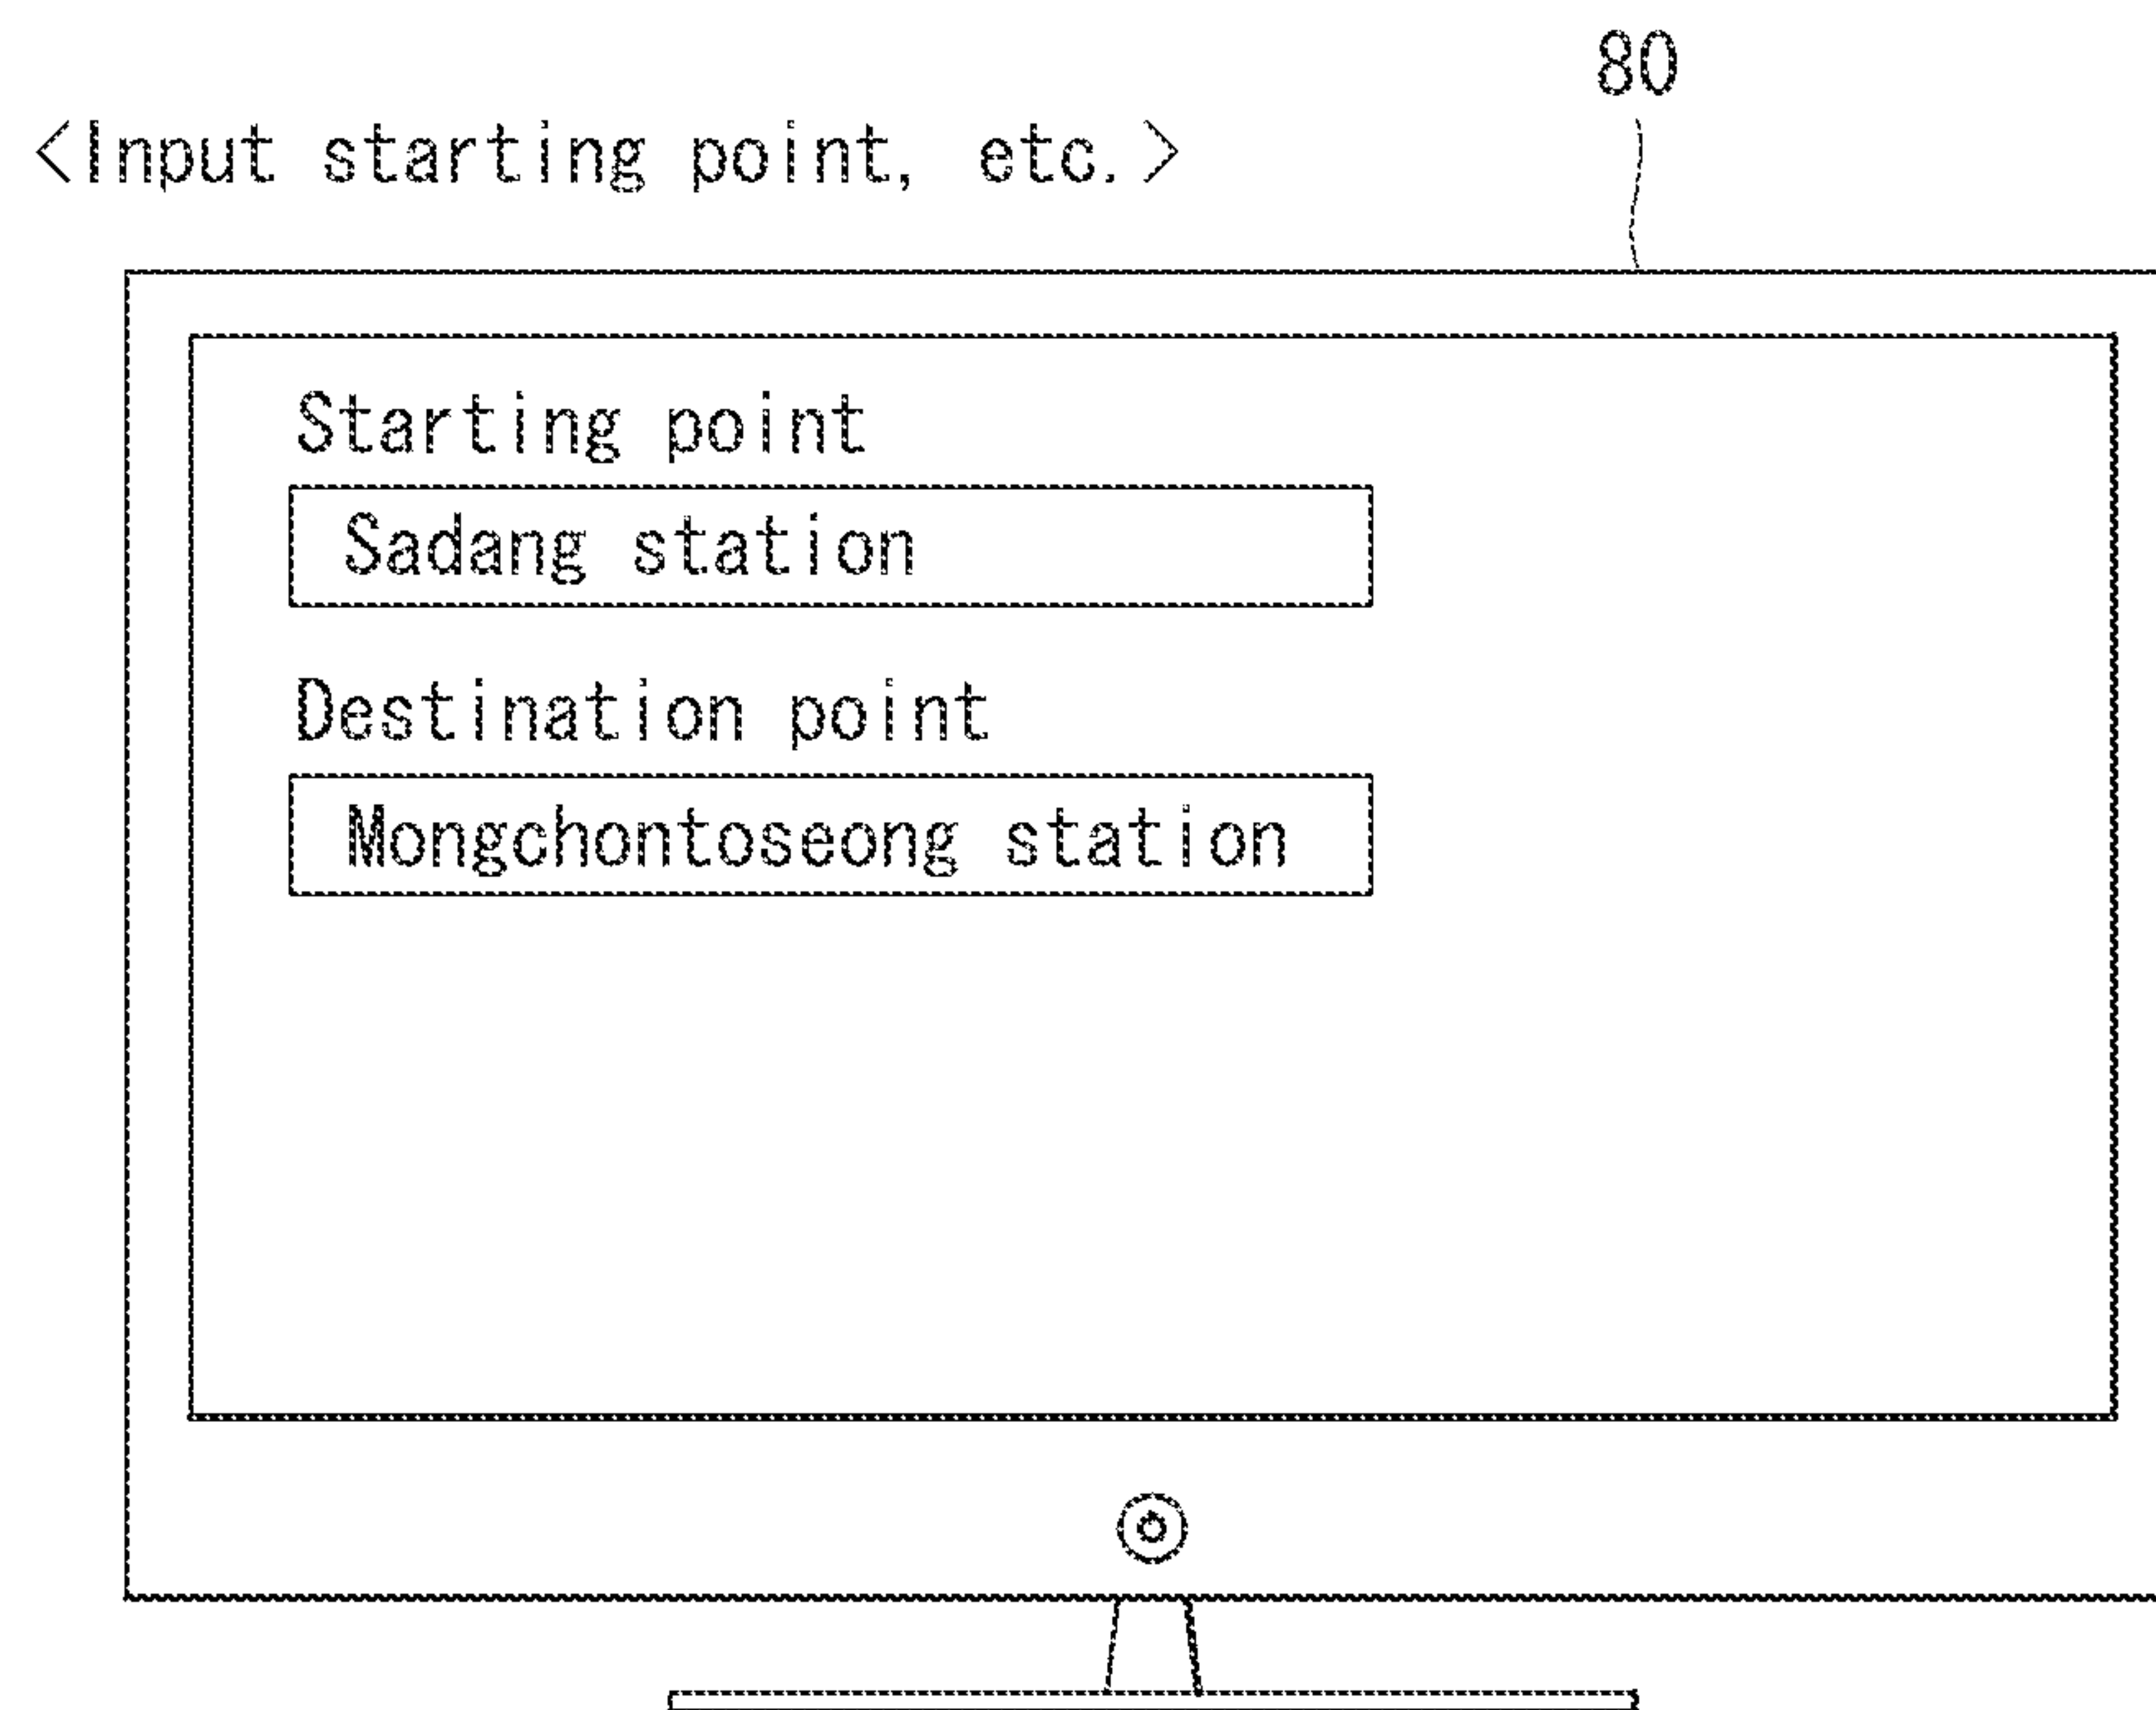 80
<Input starting point, etc.>
Starting point
Sadang station
Destination point
Mongchontoseong station